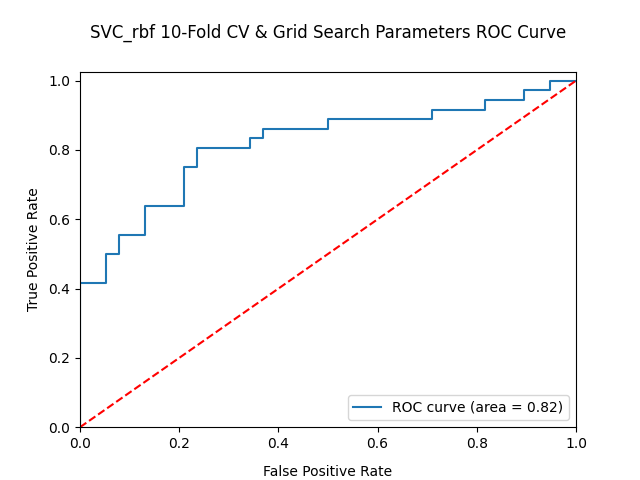 SVC_rbf 10-Fold CV & Grid Search Parameters ROC Curve
True Positive Rate
1.0
0.8
0.6
0.4
0.2
0.0
ROC curve (area = 0.82)
0.0 0.2 0.4 0.6 0.8 1.0
False Positive Rate